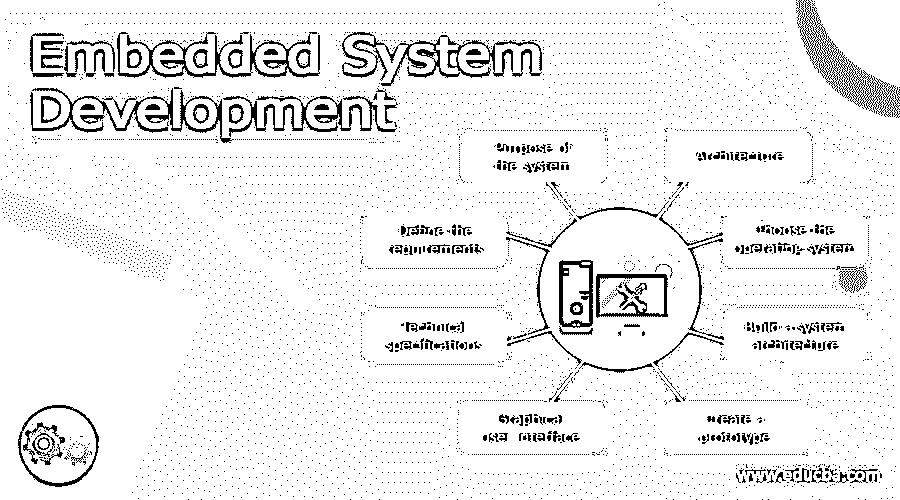 Embedded System
Development
Purpose of
the system
Architecture
Define the
requirements
Choose the
operating system
Technical
specifications
Build a system
architecture
Graphical
user interface
Create a
prototype
www.educba.com